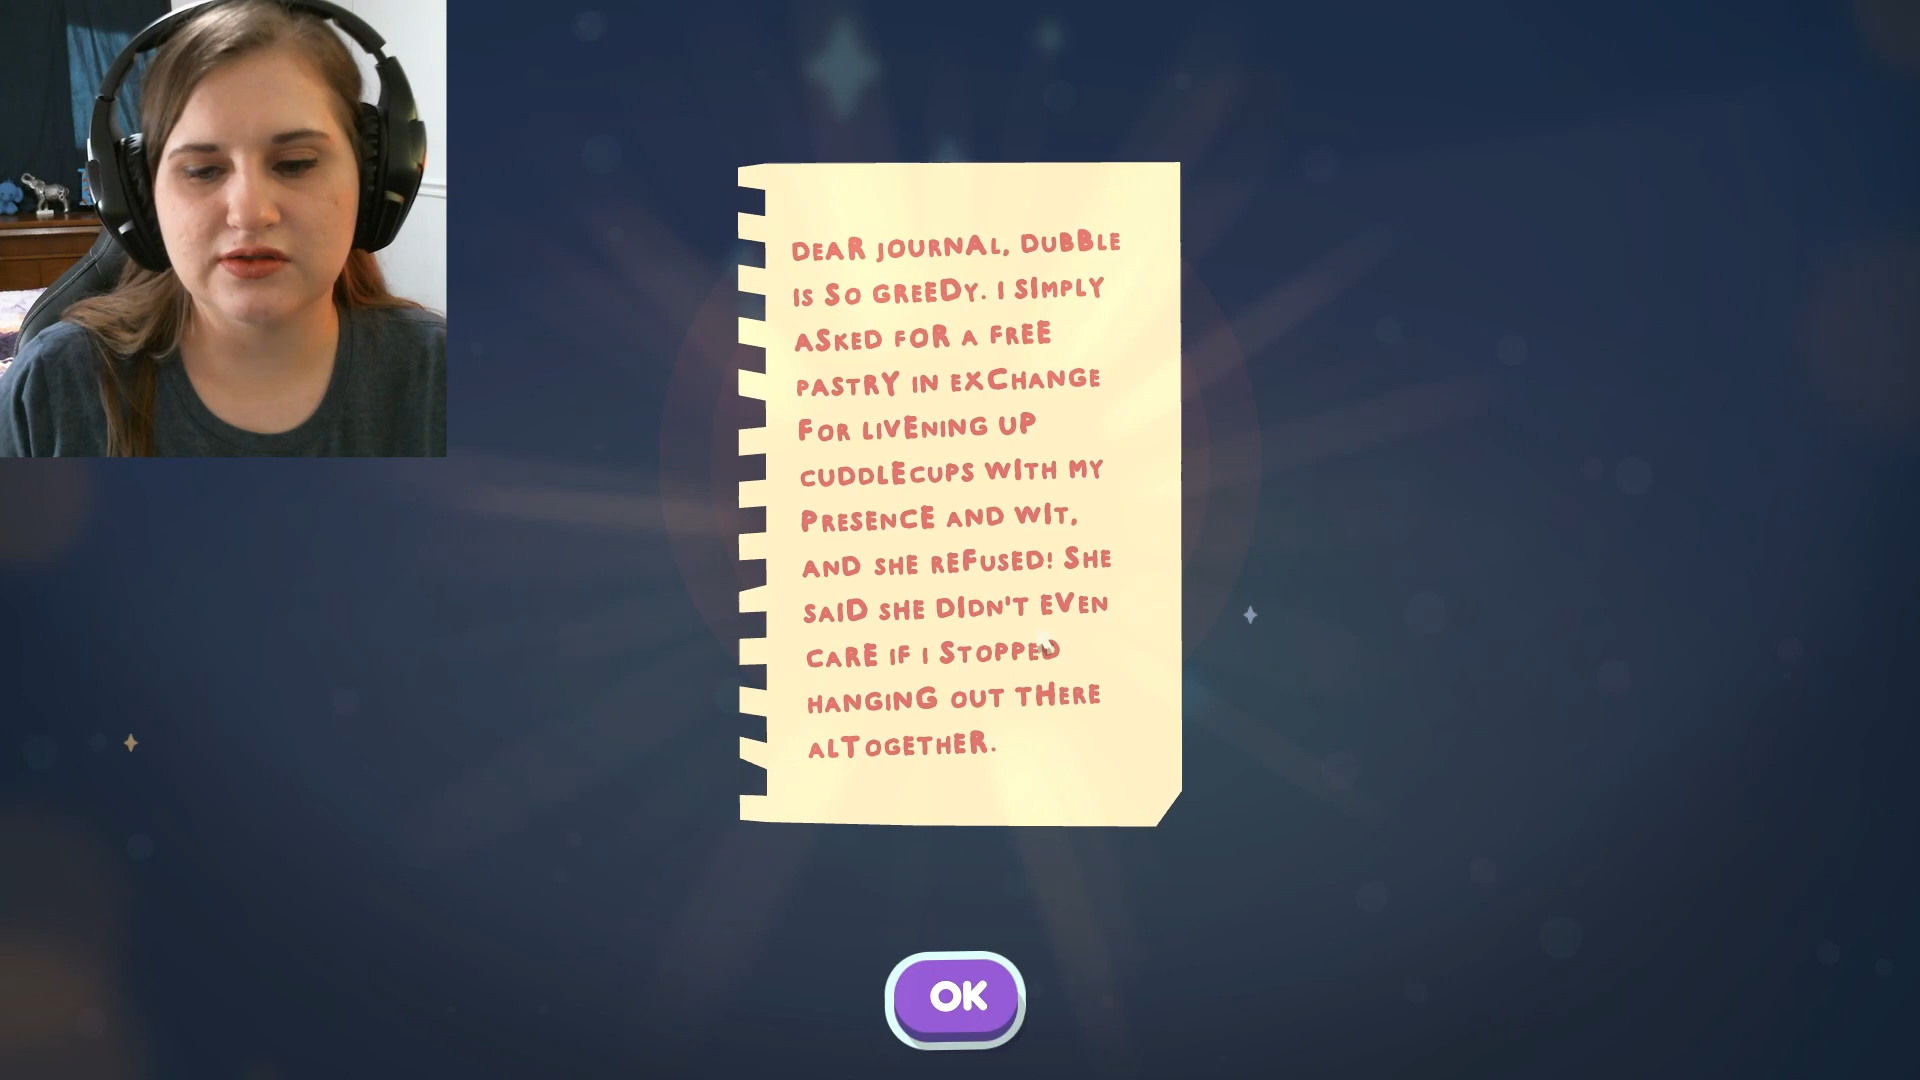 DEAR JOURNAL, DUBBLE
IS SO GREEDY. I SIMPLY
ASKED FOR A FREE
PASTRY IN EXCHANGE
FOR LIVENING UP
CUDDLECUPS WITH MY
PRESENCE AND WIT,
AND SHE REFUSED! SHE
SAID SHE DIDN'T EVEN
CARE IF I STOPPED
HANGING OUT THERE
ALTOGETHER.
OK